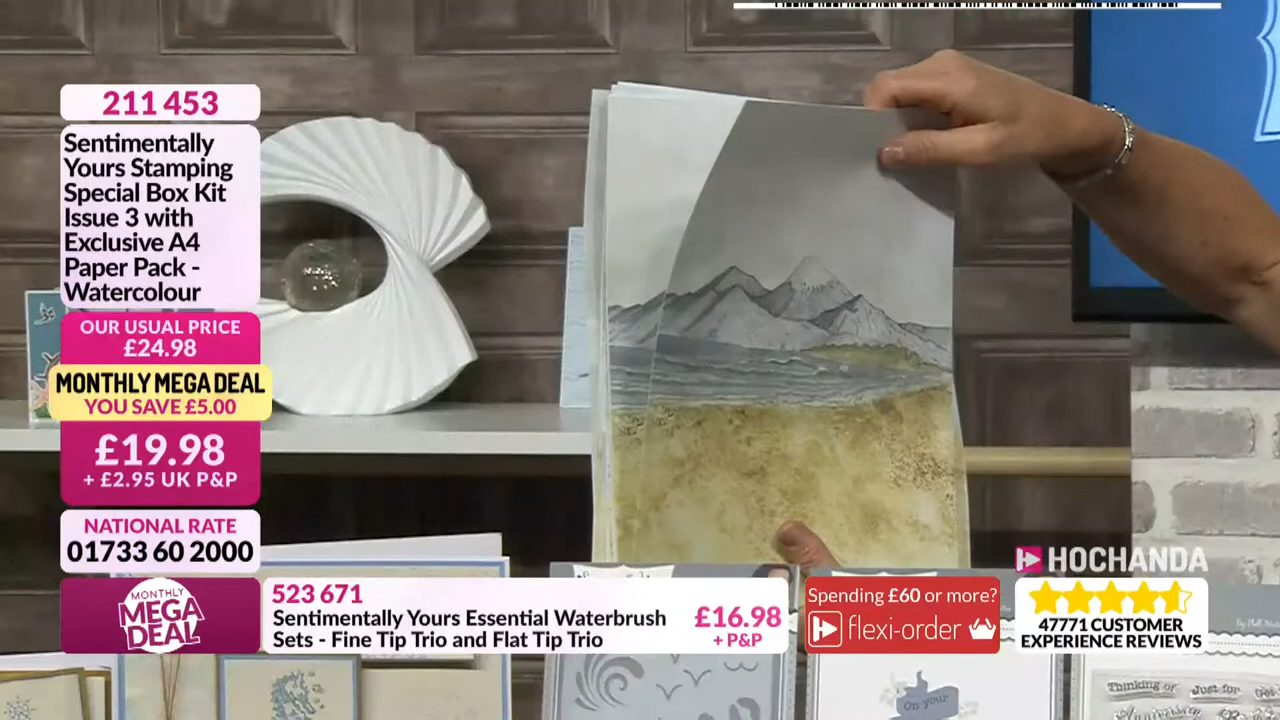 211 453
Sentimentally
Yours Stamping
Special Box Kit
Issue 3 with
Exclusive A4
Paper Pack -
Watercolour
OUR USUAL PRICE
£24.98
MONTHLY MEGA DEAL
YOU SAVE £5.00
£19.98
+ £2.95 UK P&P
NATIONAL RATE
01733 60 2000
MONTHLY
MEGA
DEAL
523 671
Sentimentally Yours Essential Waterbrush
Sets - Fine Tip Trio and Flat Tip Trio
£16.98
+ P&P
Spending £60 or more?
flexi-order
HOCHANDA
47771 CUSTOMER
EXPERIENCE REVIEWS
On your
Thinking of
Just for
Anniversary